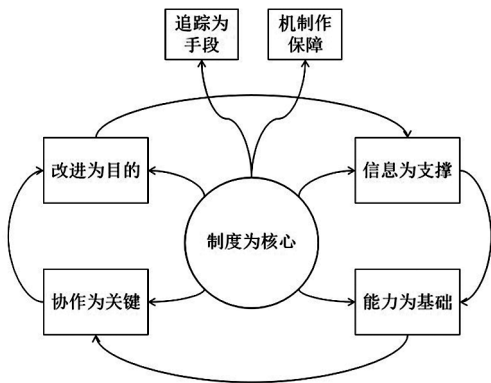 追踪为
手段
机制作
保障
改进为目的
信息为支撑
制度为核心
协作为关键
能力为基础